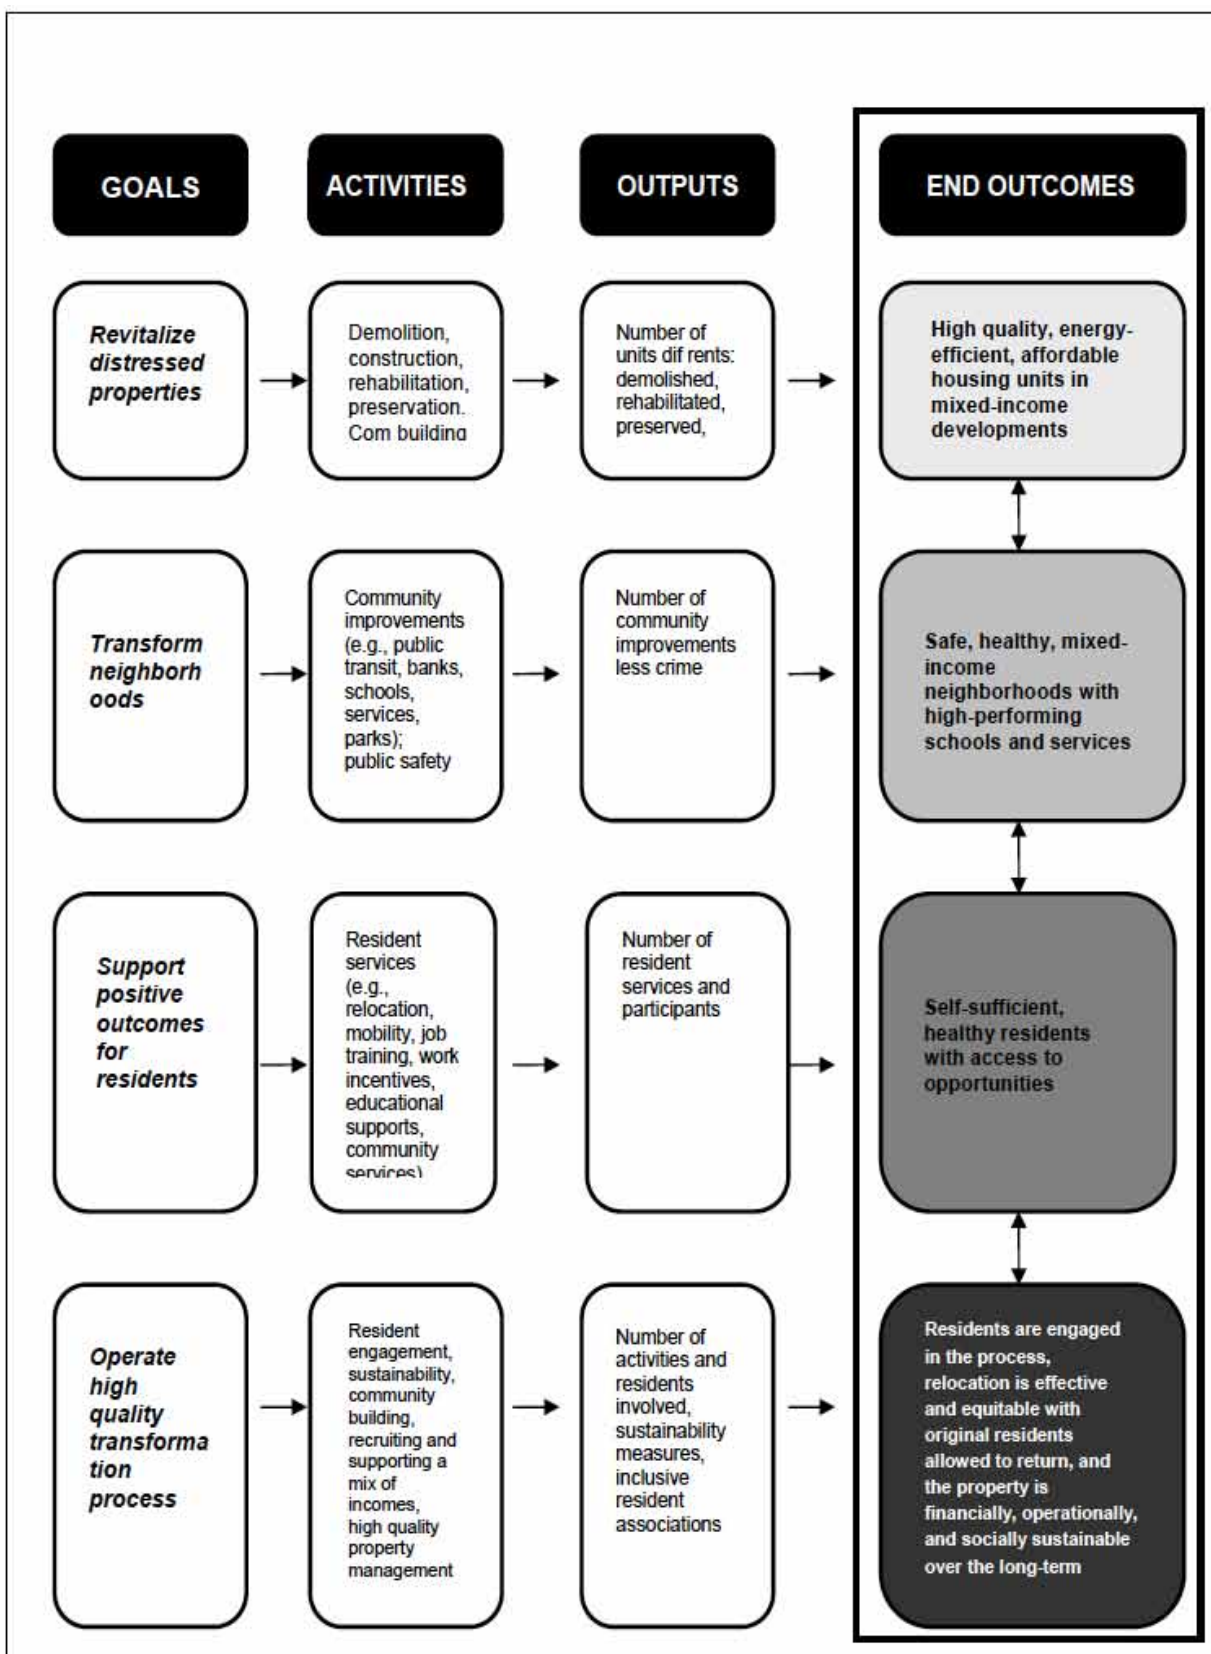 GOALS
ACTIVITIES
OUTPUTS
END OUTCOMES
Revitalize
distressed
properties
Demolition,
construction,
rehabilitation,
preservation.
Com building
Number of
units dif rents:
demolished,
rehabilitated,
preserved,
High quality, energy-
efficient, affordable
housing units in
mixed-income
developments
Transform
neighborh
oods
Community
improvements
(e.g., public
transit, banks,
schools,
services,
parks);
public safety
Number of
community
improvements
less crime
Safe, healthy, mixed-
income
neighborhoods with
high-performing
schools and services
Support
positive
outcomes
for
residents
Resident
services
(e.g.,
relocation,
mobility, job
training, work
incentives,
educational
supports,
community
services)
Number of
resident
services and
participants
Self-sufficient,
healthy residents
with access to
opportunities
Operate
high
quality
transforma
tion
process
Resident
engagement,
sustainability,
community
building,
recruiting and
supporting a
mix of
incomes,
high quality
property
management
Number of
activities and
residents
involved,
sustainability
measures,
inclusive
resident
associations
Residents are engaged
in the process,
relocation is effective
and equitable with
original residents
allowed to return, and
the property is
financially, operationally,
and socially sustainable
over the long-term